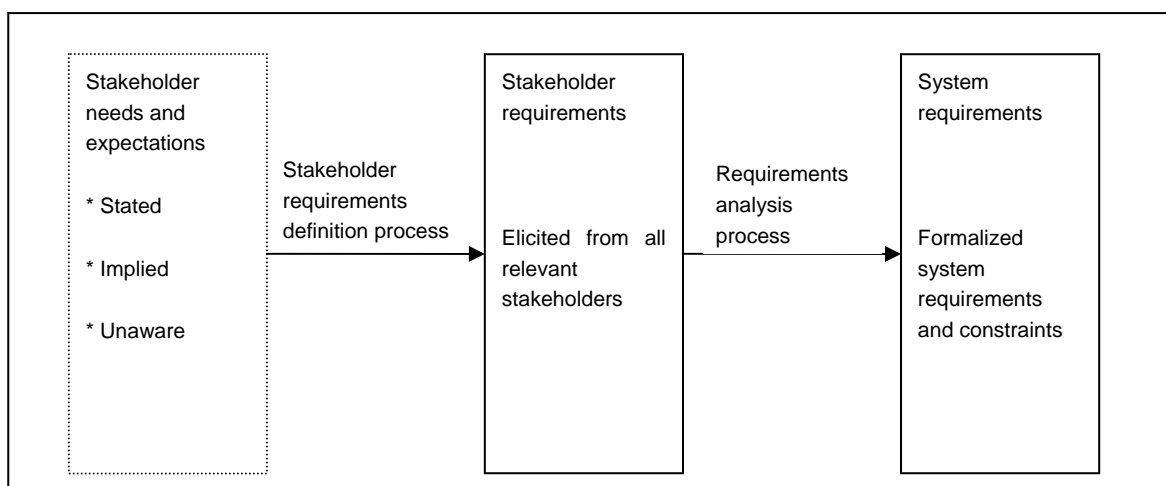 Stakeholder
needs and
expectations
* Stated
* Implied
* Unaware
Stakeholder
requirements
definition process
Stakeholder
requirements
Elicited from all
relevant
stakeholders
Requirements
analysis
process
System
requirements
Formalized
system
requirements
and constraints